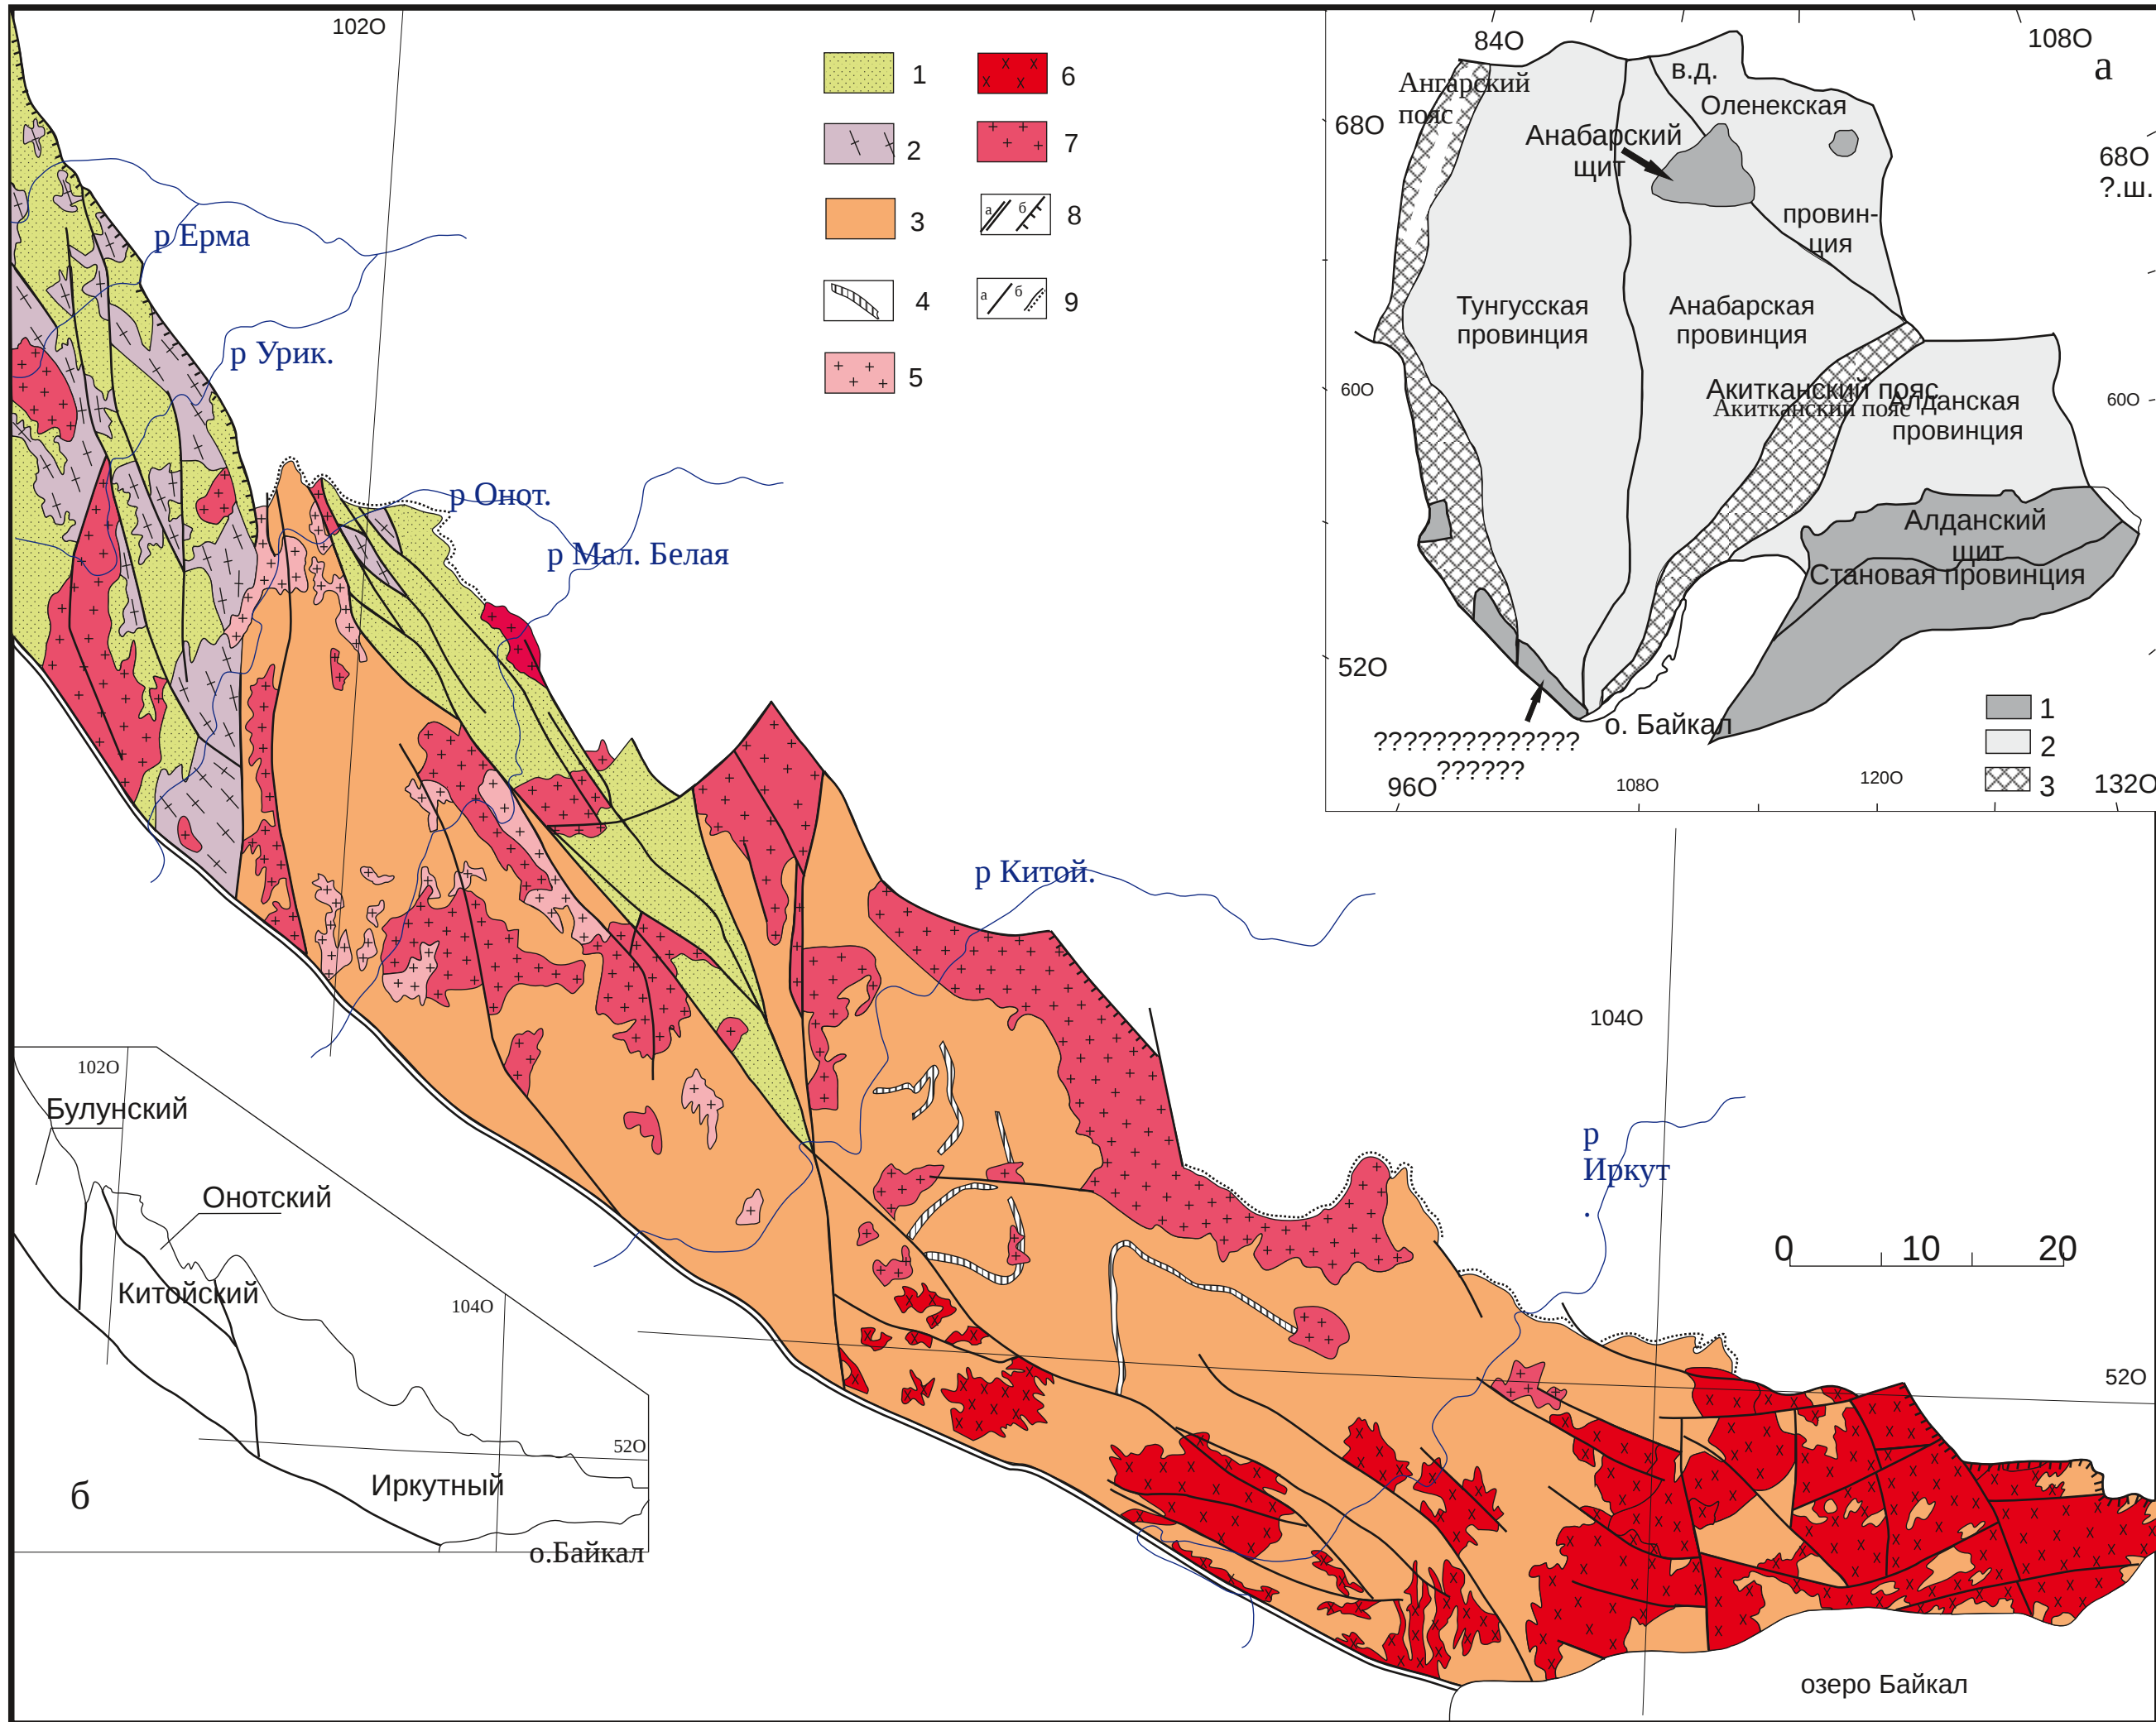 102O
р Ерма
р Урик.
р Онот.
р Мал. Белая
р Китой.
104O
р
Иркут
.
0 10 20
52O
озеро Байкал
1
2
3
4
5
6
7
а б 8
а б 9
84O
108O
а
в.д.
Ангарский
пояс
Оленекская
68O
Анабарский
щит
68O
?.ш.
провин-
ция
Тунгусская
провинция
Анабарская
провинция
60O
Акитканский пояс
Акитканский пояс
Алданская
провинция
60O
Алданский
щит
Становая провинция
52O
о. Байкал
??????????????
??????
1
2
3
96O
108O
120O
132O
102O
Булунский
Онотский
Китойский
104O
52O
Иркутный
б
о.Байкал